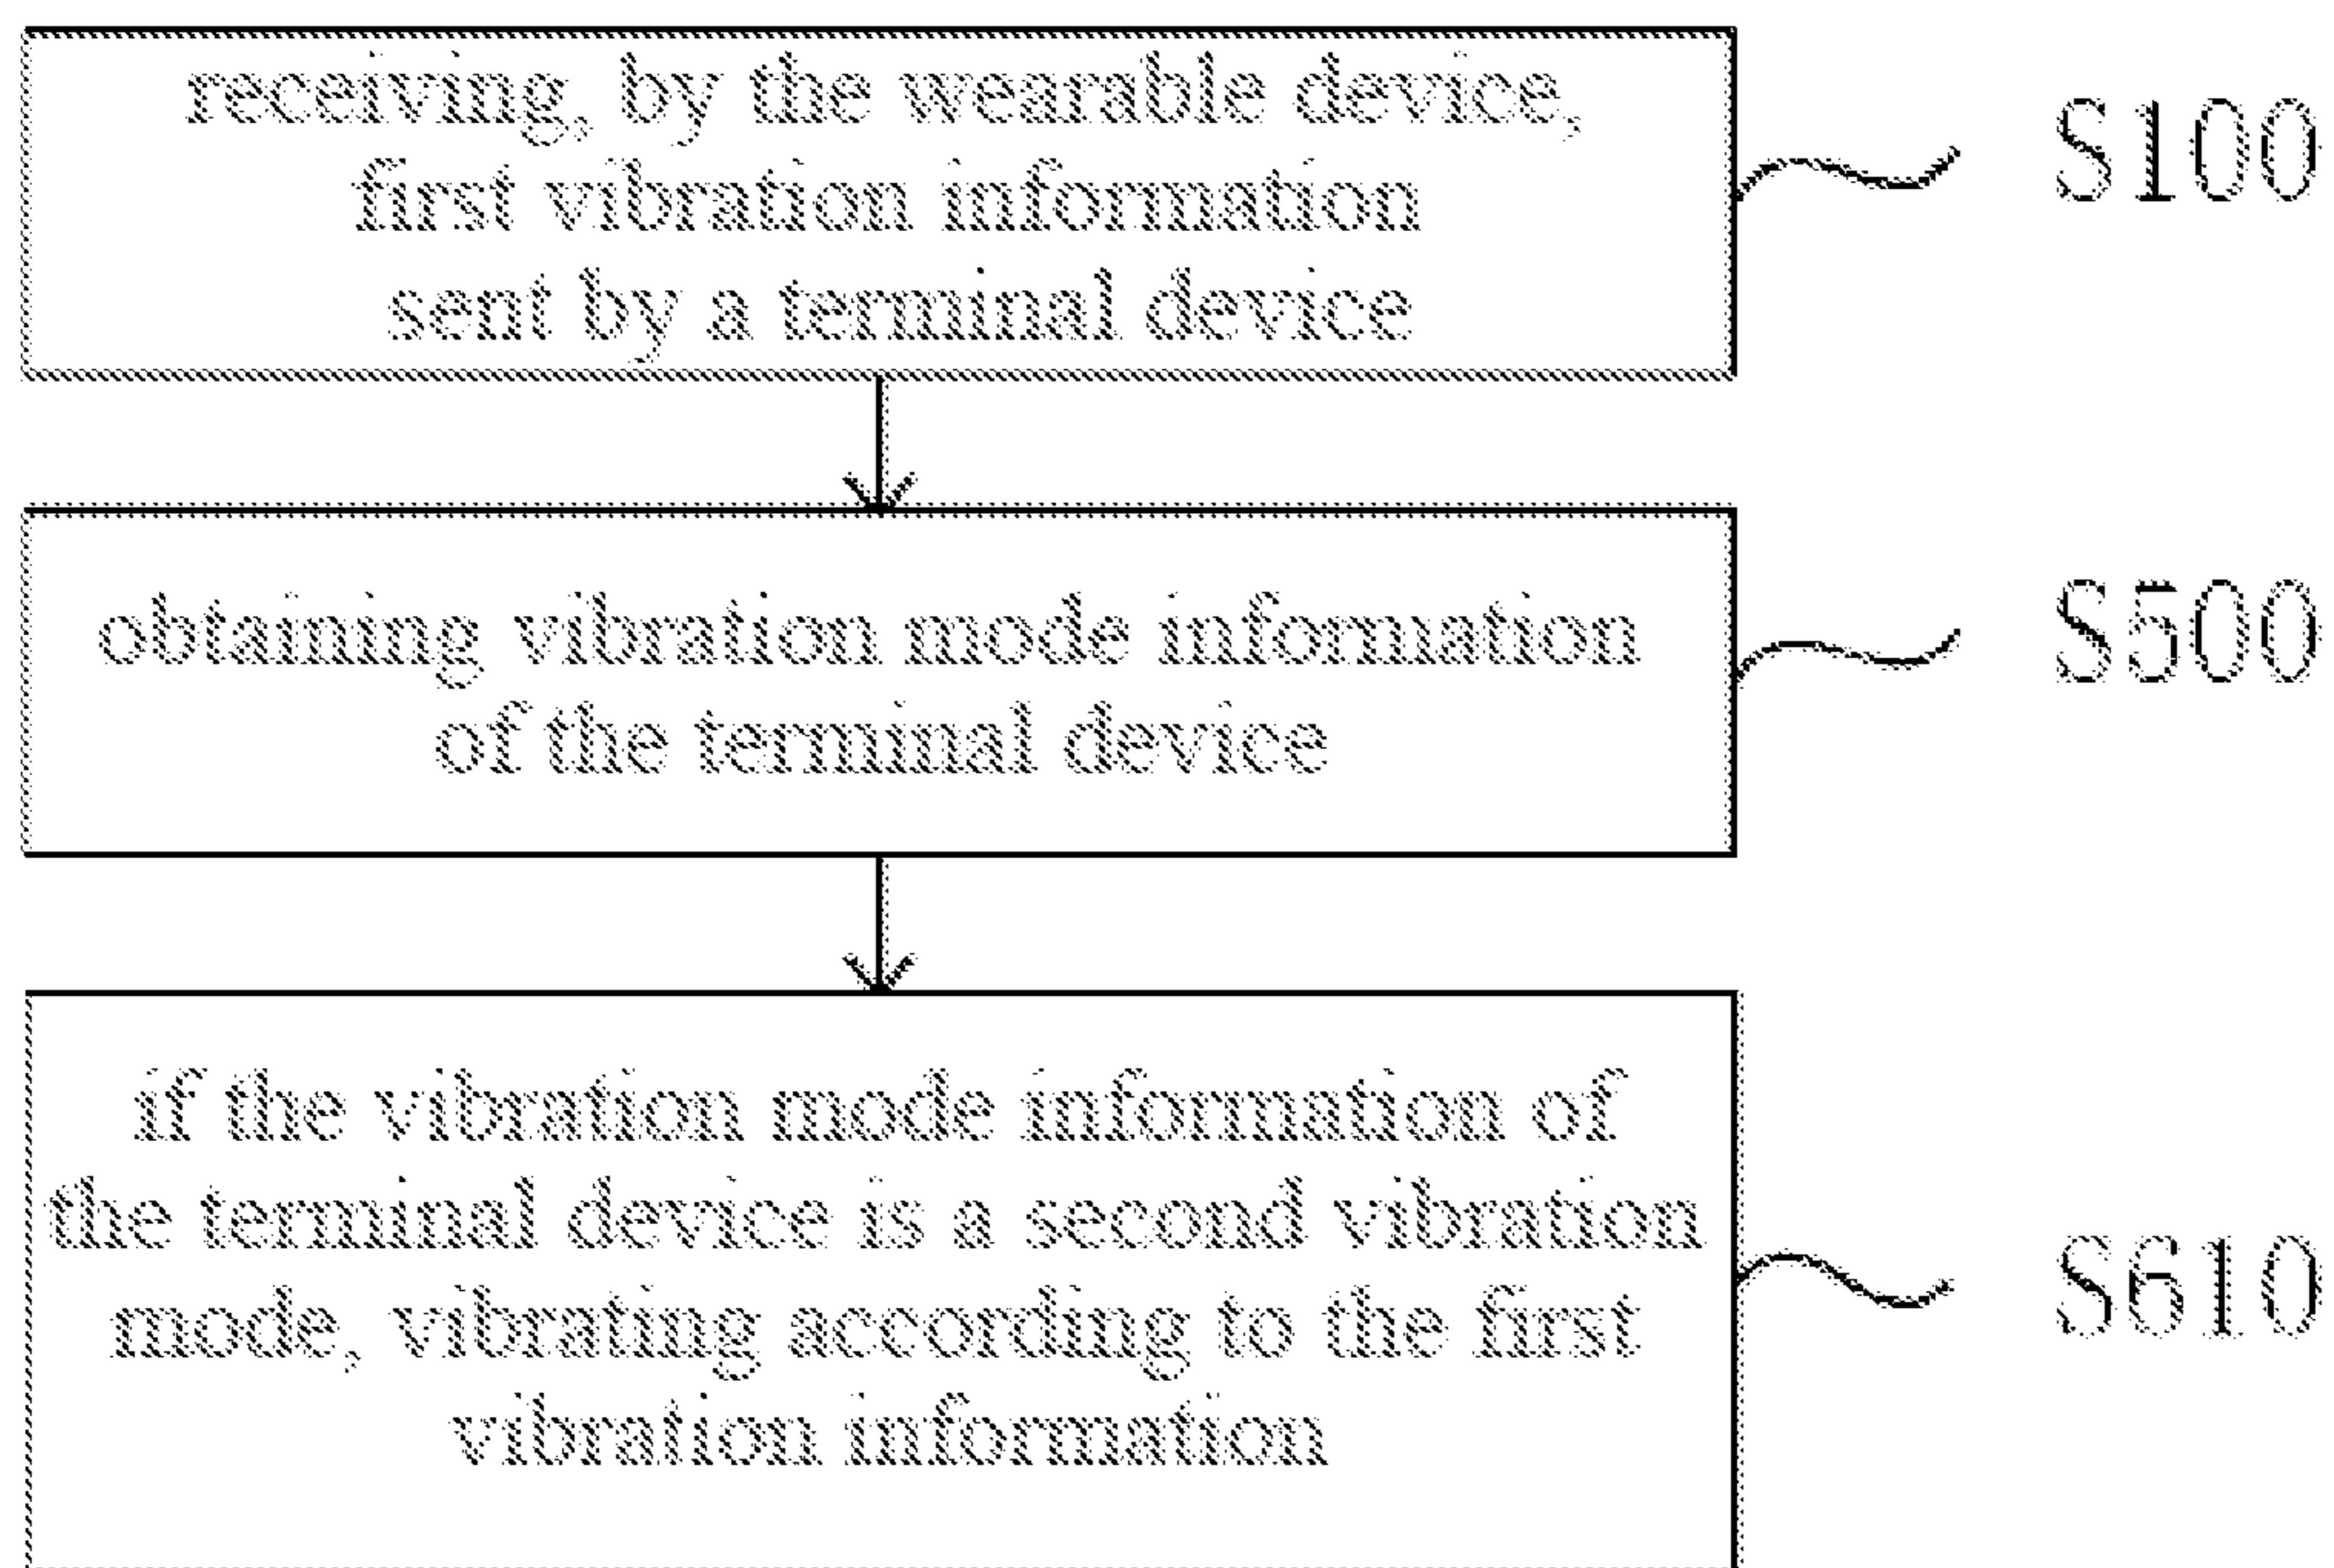 receiving, by the wearable device,
first vibration information
sent by a terminal device
S100
obtaining vibration mode information
of the terminal device
S500
if the vibration mode information of
the terminal device is a second vibration
mode, vibrating according to the first
vibration information
S610